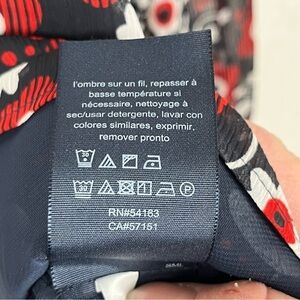 l'ombre sur un fil, repasser à
basse température si
nécessaire, nettoyage à
sec/usar detergente, lavar con
colores similares, exprimir,
remover pronto
RN#54163
CA#57151